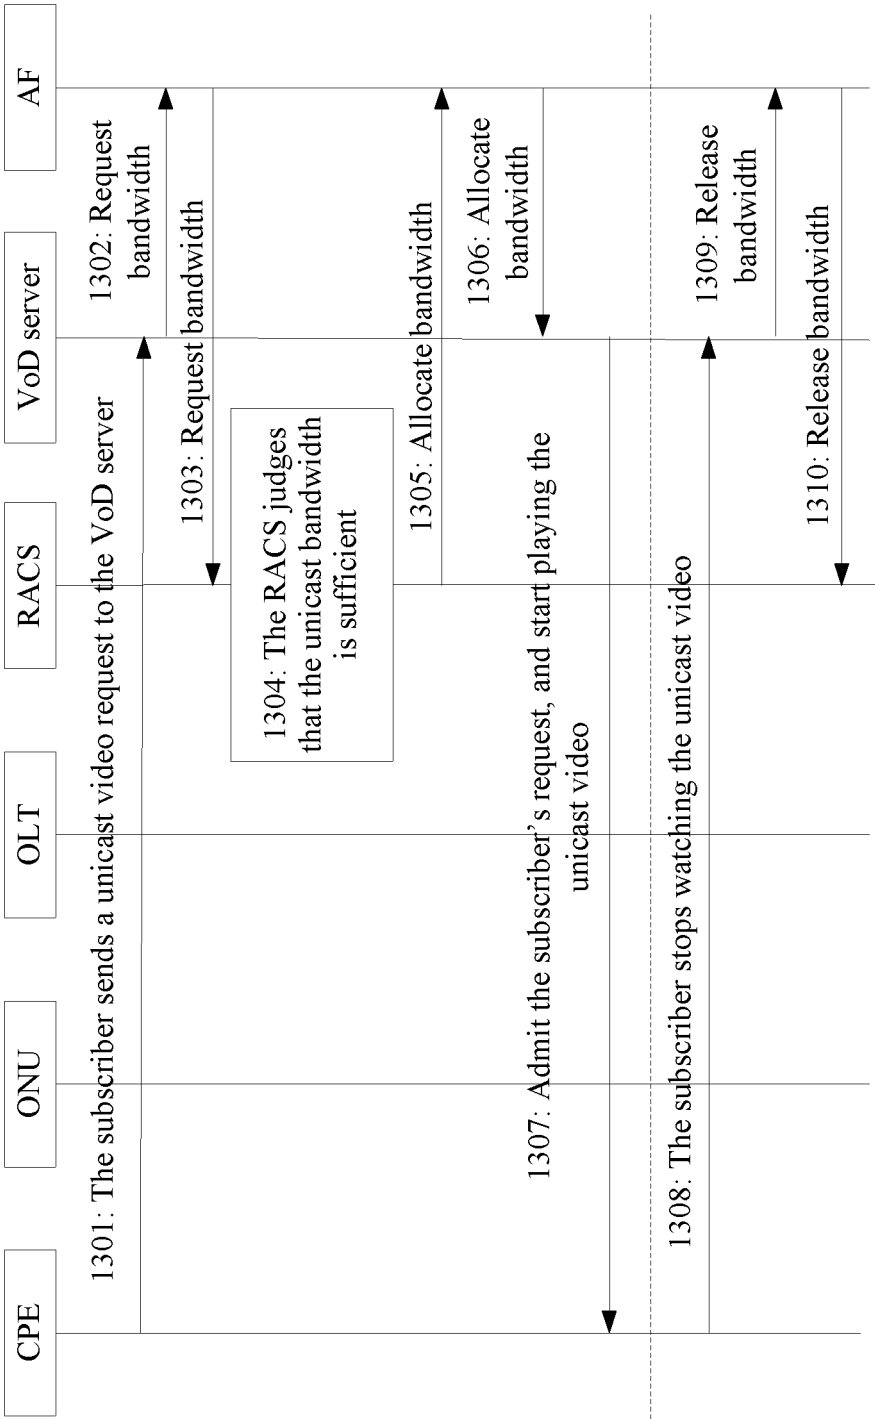 CPE
ONU
OLT
RACS
VoD server
AF
1301: The subscriber sends a unicast video request to the VoD server
1302: Request
bandwidth
1303: Request bandwidth
1304: The RACS judges
that the unicast bandwidth
is sufficient
1305: Allocate bandwidth
1306: Allocate
bandwidth
1307: Admit the subscriber’s request, and start playing the
unicast video
1308: The subscriber stops watching the unicast video
1309: Release
bandwidth
1310: Release bandwidth